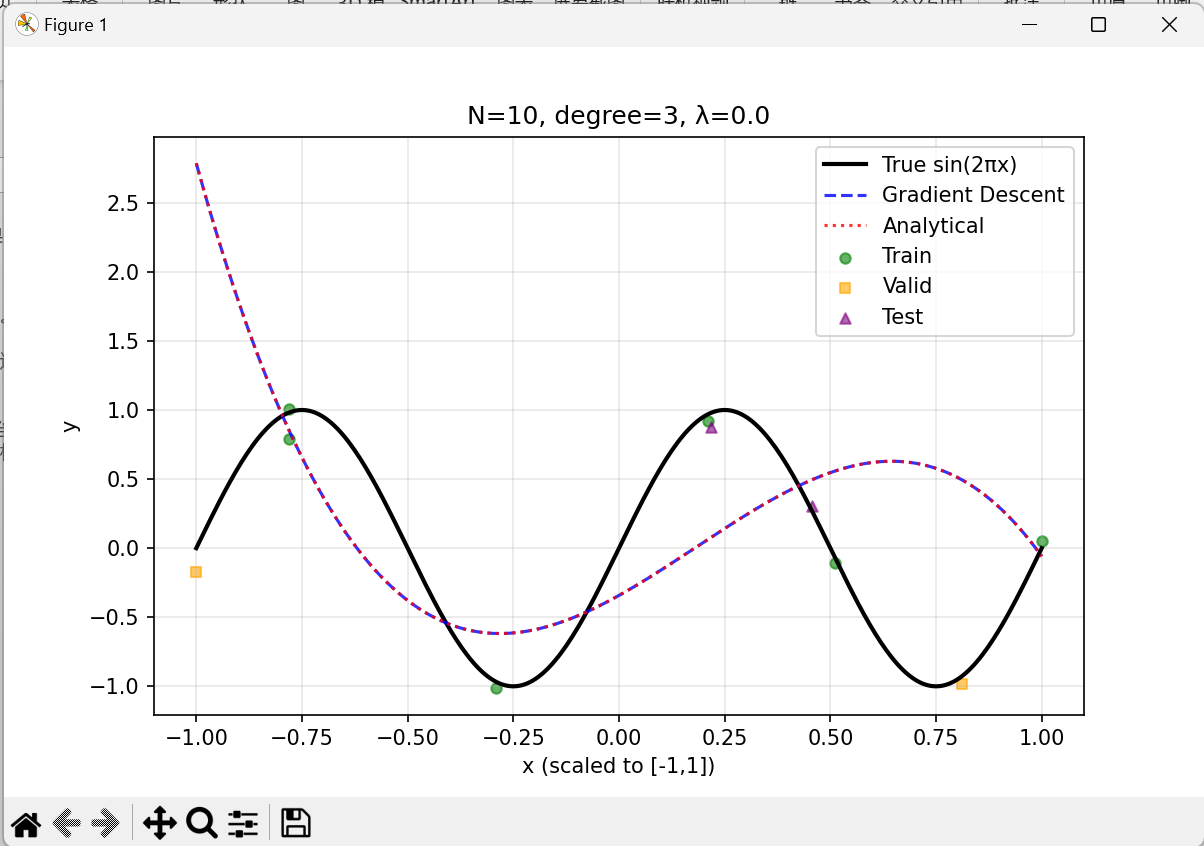 Figure 1
N=10, degree=3, λ=0.0
True sin(2πx)
Gradient Descent
Analytical
Train
Valid
Test
2.5
2.0
1.5
1.0
0.5
0.0
−0.5
−1.0
y
−1.00 −0.75 −0.50 −0.25 0.00 0.25 0.50 0.75 1.00
x (scaled to [-1,1])